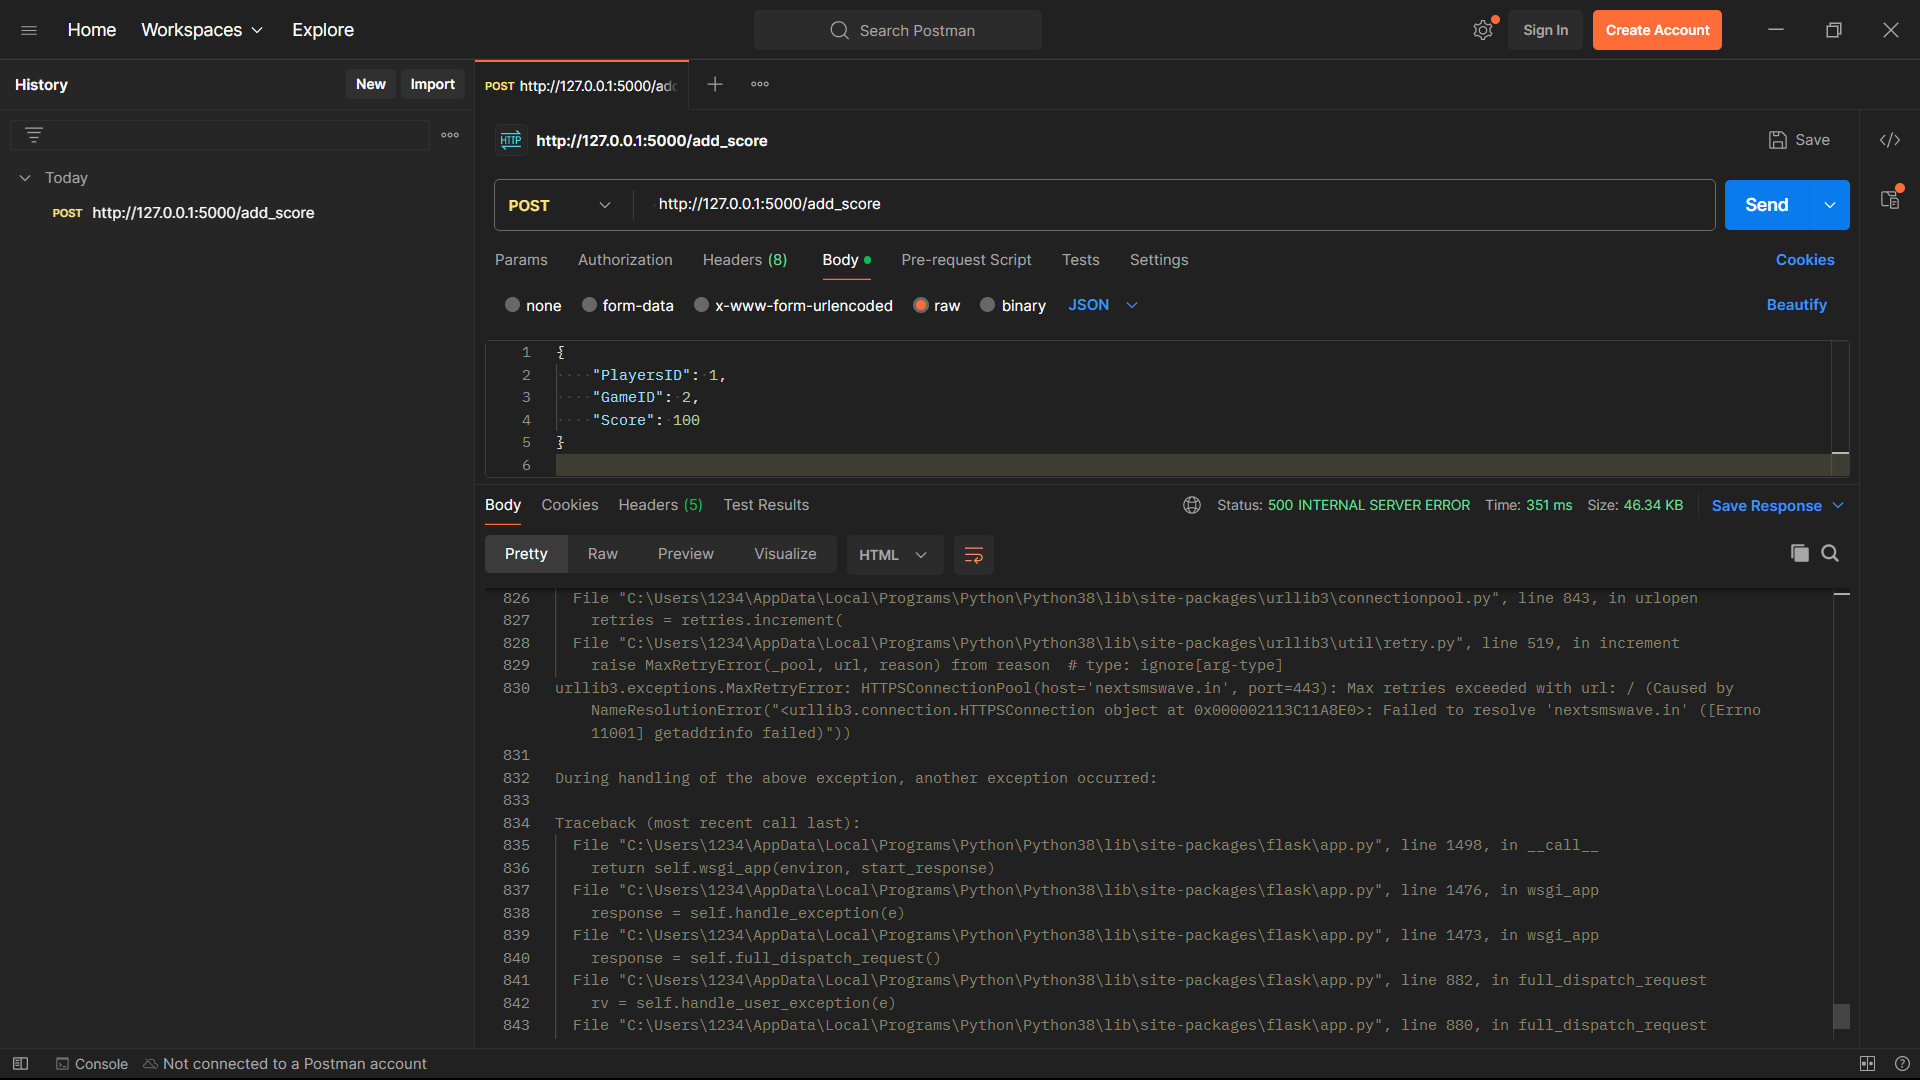 Home Workspaces Explore Search Postman Sign In Create Account
History New Import POST http://127.0.0.1:5000/add
HTTP http://127.0.0.1:5000/add_score Save
Today
POST http://127.0.0.1:5000/add_score
POST http://127.0.0.1:5000/add_score Send
Params Authorization Headers (8) Body Pre-request Script Tests Settings Cookies
none form-data x-www-form-urlencoded raw binary JSON Beautify
1 {
2 "PlayersID": 1,
3 "GameID": 2,
4 "Score": 100
5 }
6
Body Cookies Headers (5) Test Results Status: 500 INTERNAL SERVER ERROR Time: 351 ms Size: 46.34 KB Save Response
Pretty Raw Preview Visualize HTML
826 File "C:\Users\1234\AppData\Local\Programs\Python\Python38\lib\site-packages\urllib3\connectionpool.py", line 843, in urlopen
827 retries = retries.increment(
828 File "C:\Users\1234\AppData\Local\Programs\Python\Python38\lib\site-packages\urllib3\util\retry.py", line 519, in increment
829 raise MaxRetryError(_pool, url, reason) from reason  # type: ignore[arg-type]
830 urllib3.exceptions.MaxRetryError: HTTPSConnectionPool(host='nextsmswave.in', port=443): Max retries exceeded with url: / (Caused by
NameResolutionError("<urllib3.connection.HTTPSConnection object at 0x000002113C11A8E0>: Failed to resolve 'nextsmswave.in' ([Errno
11001] getaddrinfo failed)"))
831
832 During handling of the above exception, another exception occurred:
833
834 Traceback (most recent call last):
835 File "C:\Users\1234\AppData\Local\Programs\Python\Python38\lib\site-packages\flask\app.py", line 1498, in __call__
836 return self.wsgi_app(environ, start_response)
837 File "C:\Users\1234\AppData\Local\Programs\Python\Python38\lib\site-packages\flask\app.py", line 1476, in wsgi_app
838 response = self.handle_exception(e)
839 File "C:\Users\1234\AppData\Local\Programs\Python\Python38\lib\site-packages\flask\app.py", line 1473, in wsgi_app
840 response = self.full_dispatch_request()
841 File "C:\Users\1234\AppData\Local\Programs\Python\Python38\lib\site-packages\flask\app.py", line 882, in full_dispatch_request
842 rv = self.handle_user_exception(e)
843 File "C:\Users\1234\AppData\Local\Programs\Python\Python38\lib\site-packages\flask\app.py", line 880, in full_dispatch_request
Console Not connected to a Postman account